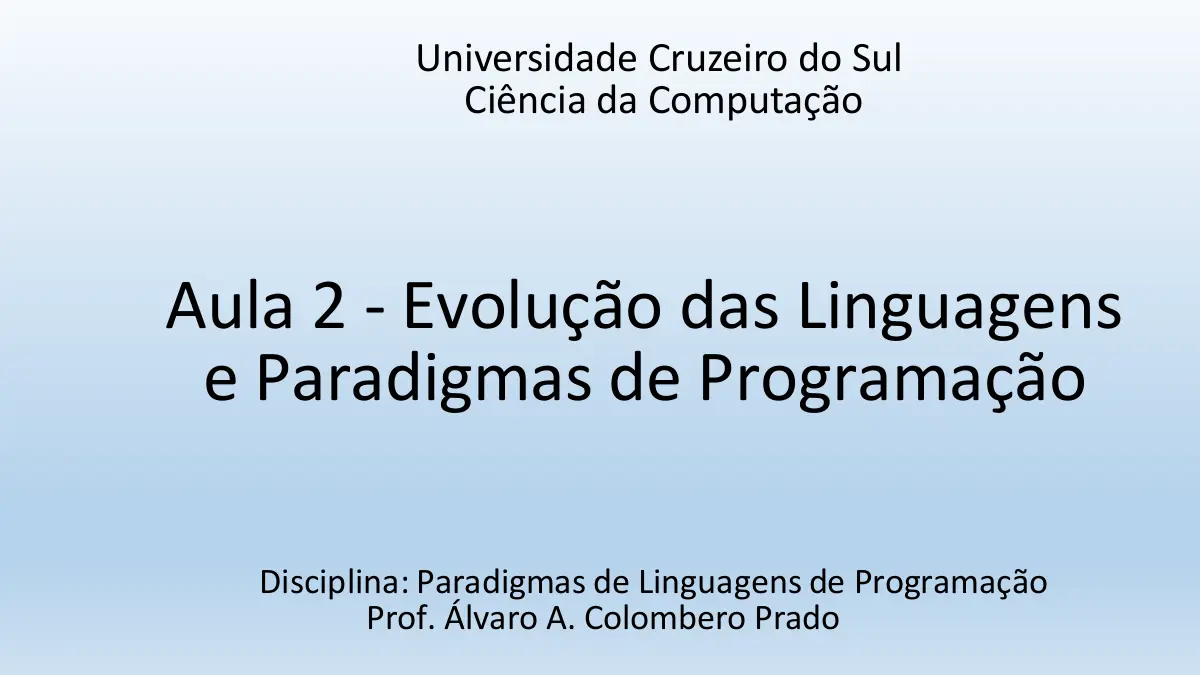 Universidade Cruzeiro do Sul
Ciência da Computação
Aula 2 - Evolução das Linguagens
e Paradigmas de Programação
Disciplina: Paradigmas de Linguagens de Programação
Prof. Álvaro A. Colombero Prado